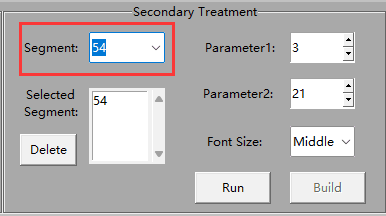 Secondary Treatment
Segment: 54
Parameter1: 3
Selected Segment: 54
Parameter2: 21
Delete
Font Size: Middle
Run Build